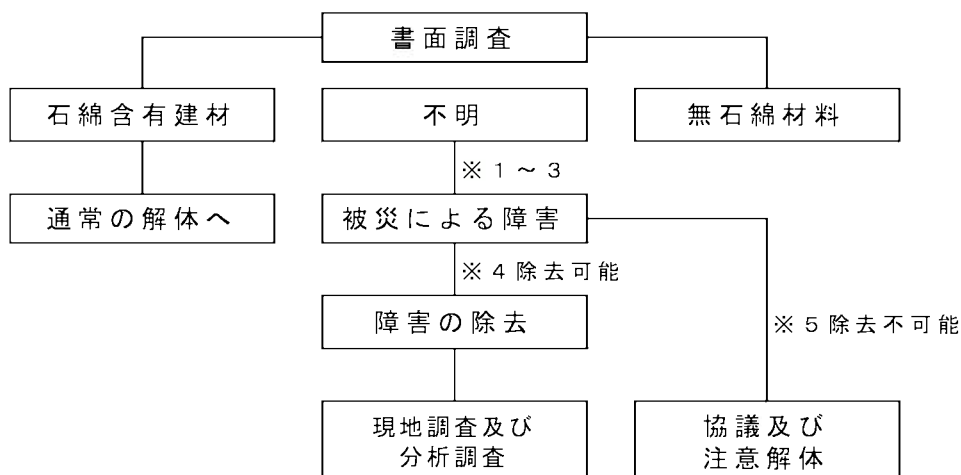 書面調査
石綿含有建材
不明
無石綿材料
※1～3
通常の解体へ
被災による障害
※4除去可能
障害の除去
※5除去不可能
現地調査及び
分析調査
協議及び
注意解体